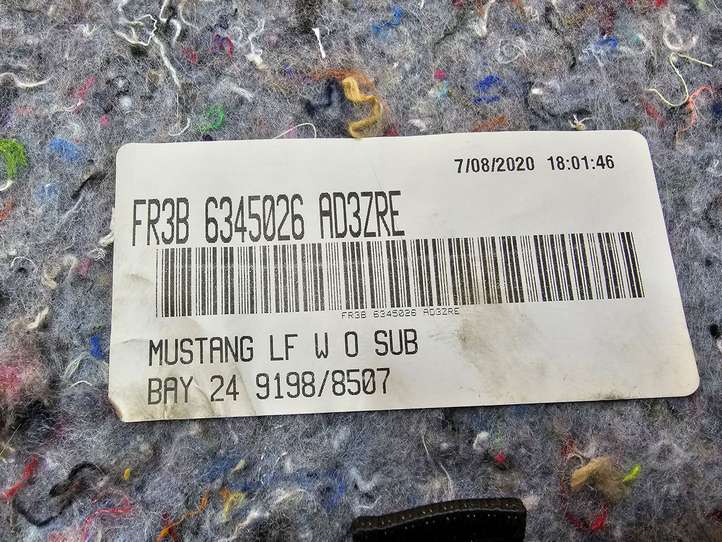 7/08/2020 18:01:46
FR3B 6345026 AD3ZRE
FR3B 6345026 AD3ZRE
MUSTANG LF W O SUB
BAY 24 9198/8507